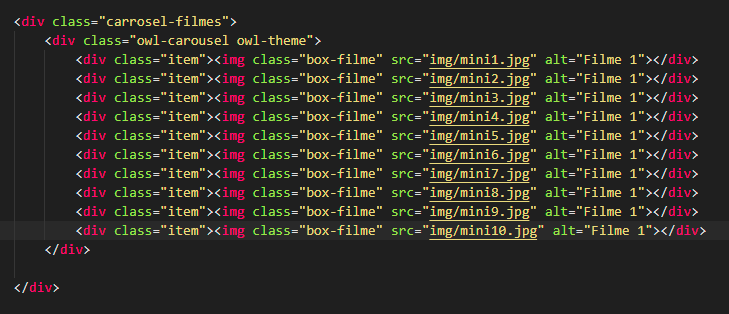 <div class="carrosel-filmes">
<div class="owl-carousel owl-theme">
<div class="item"><img class="box-filme" src="img/mini1.jpg" alt="Filme 1"></div>
<div class="item"><img class="box-filme" src="img/mini2.jpg" alt="Filme 1"></div>
<div class="item"><img class="box-filme" src="img/mini3.jpg" alt="Filme 1"></div>
<div class="item"><img class="box-filme" src="img/mini4.jpg" alt="Filme 1"></div>
<div class="item"><img class="box-filme" src="img/mini5.jpg" alt="Filme 1"></div>
<div class="item"><img class="box-filme" src="img/mini6.jpg" alt="Filme 1"></div>
<div class="item"><img class="box-filme" src="img/mini7.jpg" alt="Filme 1"></div>
<div class="item"><img class="box-filme" src="img/mini8.jpg" alt="Filme 1"></div>
<div class="item"><img class="box-filme" src="img/mini9.jpg" alt="Filme 1"></div>
<div class="item"><img class="box-filme" src="img/mini10.jpg" alt="Filme 1"></div>
</div>
</div>